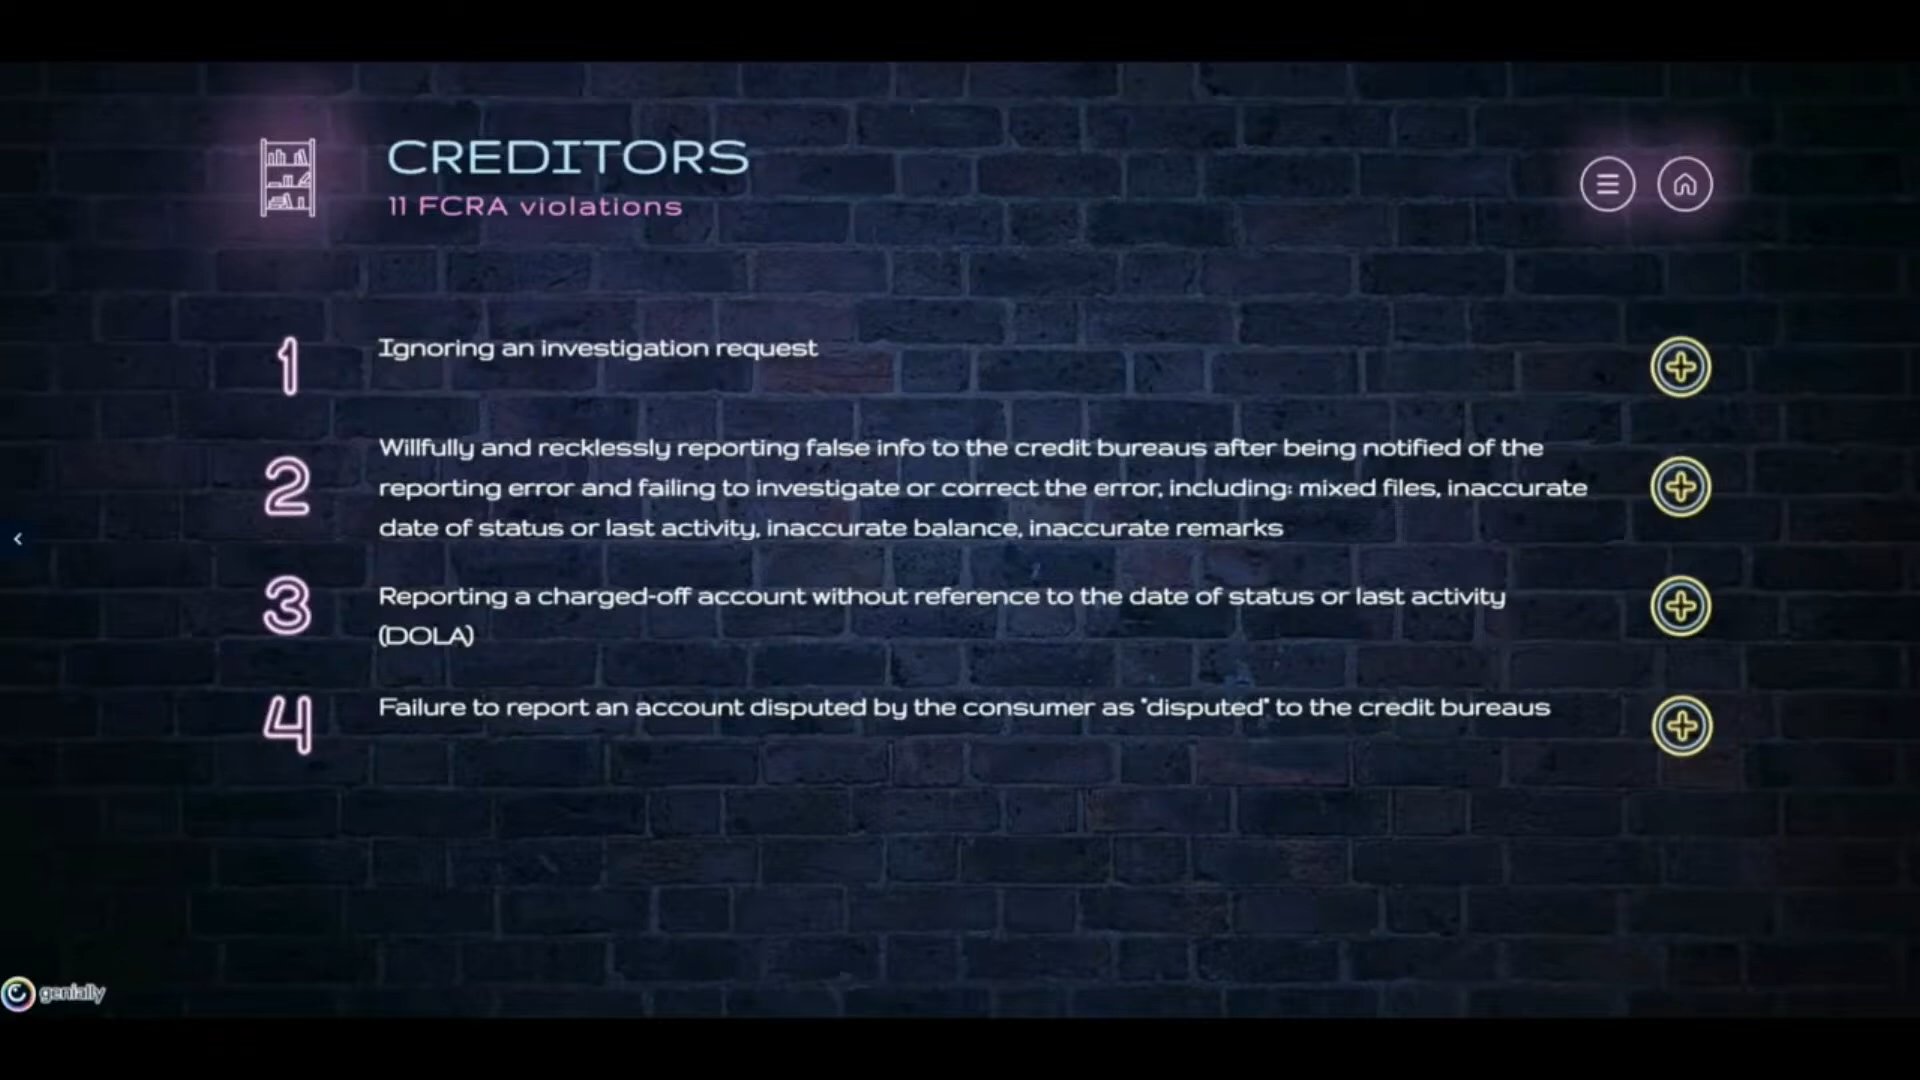 CREDITORS
11 FCRA violations
1
Ignoring an investigation request
2
Willfully and recklessly reporting false info to the credit bureaus after being notified of the
reporting error and failing to investigate or correct the error, including: mixed files, inaccurate
date of status or last activity, inaccurate balance, inaccurate remarks
3
Reporting a charged-off account without reference to the date of status or last activity
(DOLA)
4
Failure to report an account disputed by the consumer as "disputed" to the credit bureaus
genially